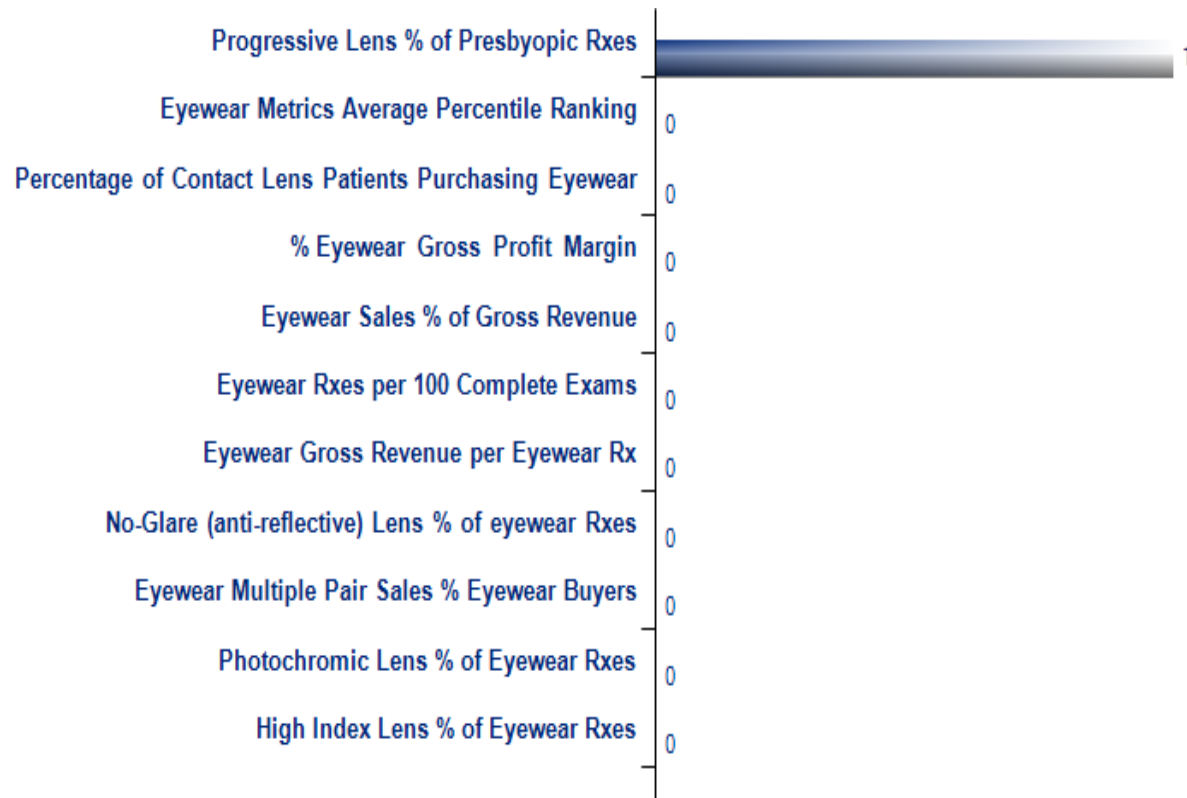 Progressive Lens % of Presbyopic Rxes
Eyewear Metrics Average Percentile Ranking
0
Percentage of Contact Lens Patients Purchasing Eyewear
0
% Eyewear Gross Profit Margin
0
Eyewear Sales % of Gross Revenue
0
Eyewear Rxes per 100 Complete Exams
0
Eyewear Gross Revenue per Eyewear Rx
0
No-Glare (anti-reflective) Lens % of eyewear Rxes
0
Eyewear Multiple Pair Sales % Eyewear Buyers
0
Photochromic Lens % of Eyewear Rxes
0
High Index Lens % of Eyewear Rxes
0